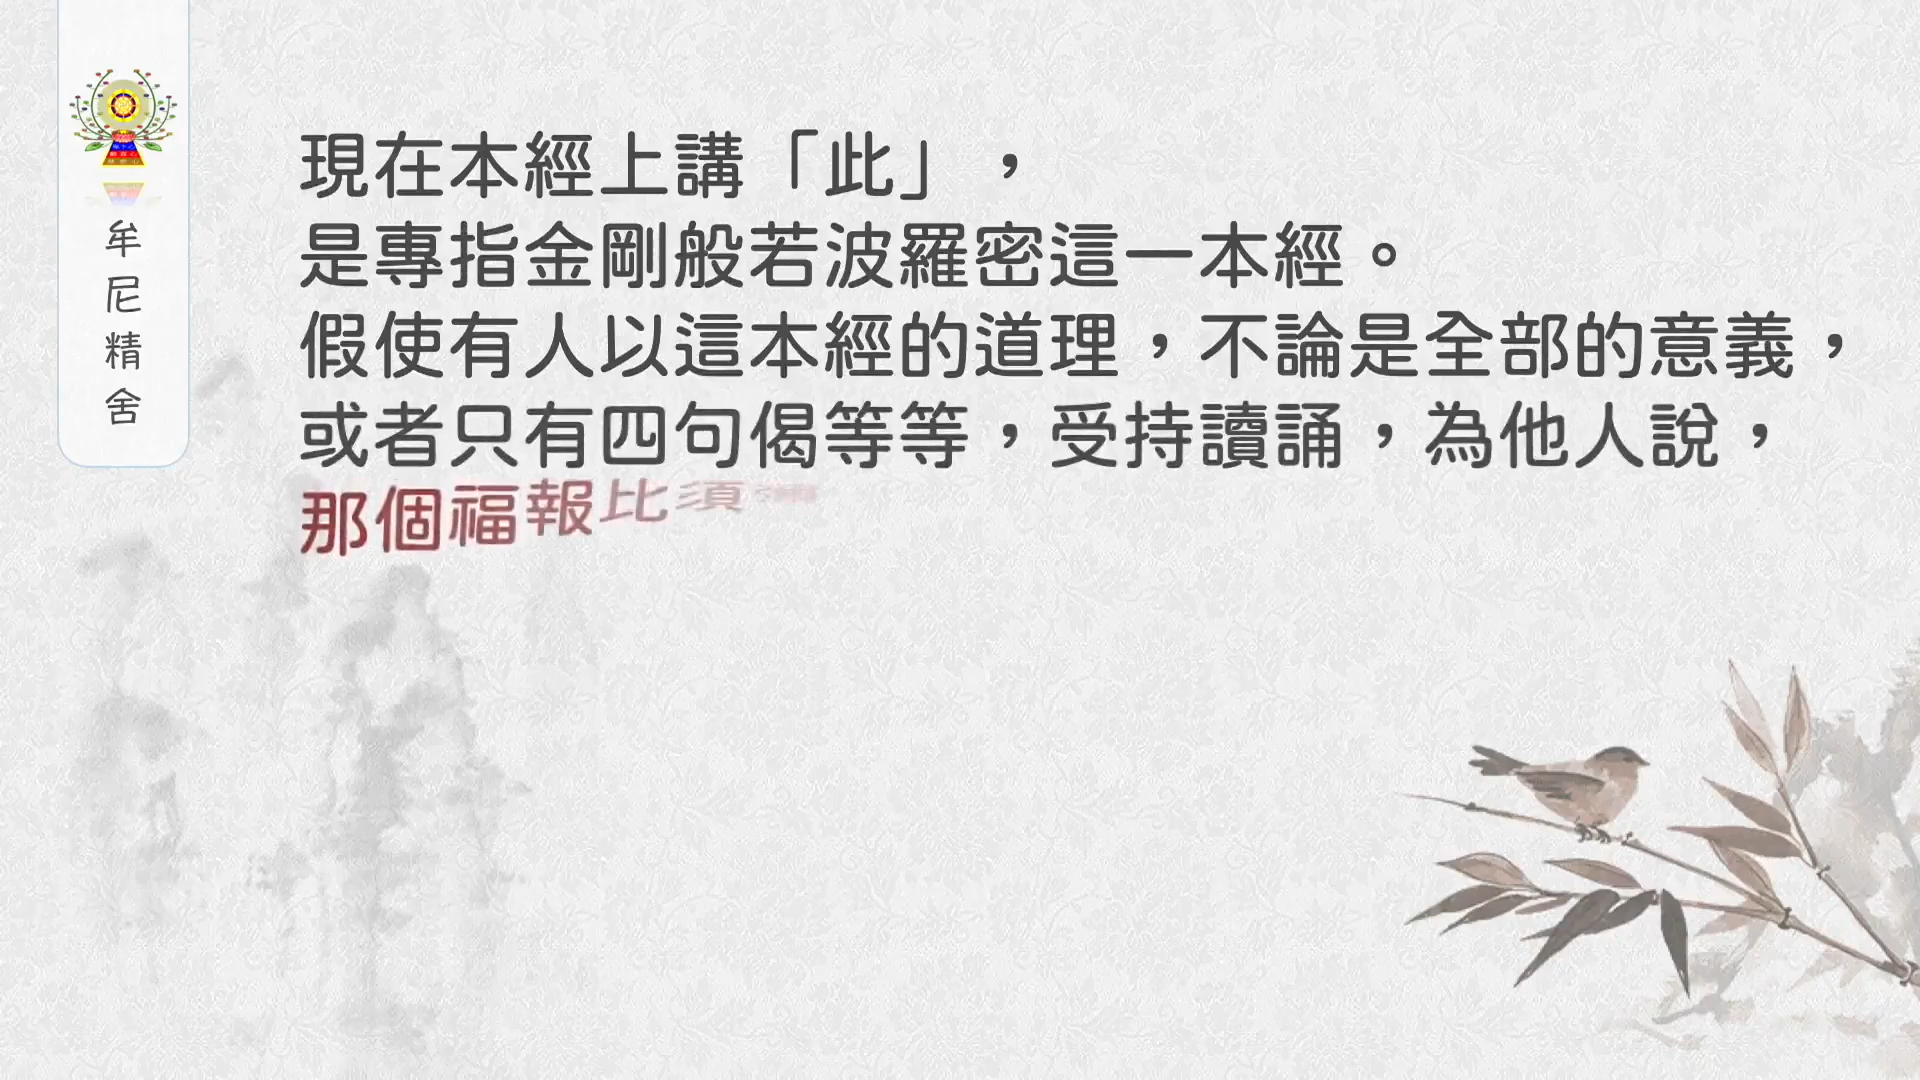 牟尼精舍
現在本經上講「此」，
是專指金剛般若波羅密這一本經。
假使有人以這本經的道理，不論是全部的意義，
或者只有四句偈等等，受持讀誦，為他人說，
那個福報比須